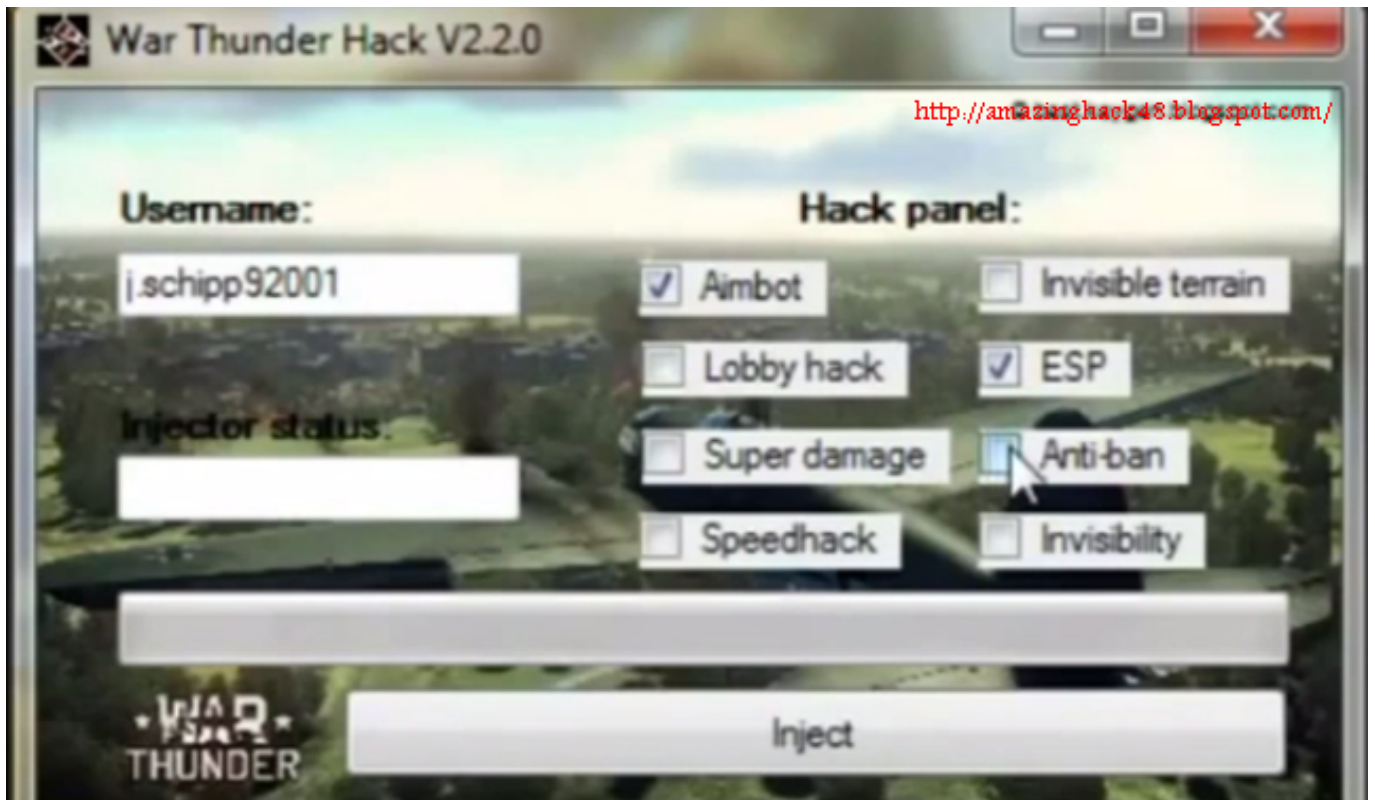 War Thunder Hack V2.2.0
http://amazinghack48.blogspot.com/
Username:
Hack panel:
j.schipp92001
Aimbot
Invisible terrain
Lobby hack
ESP
Injector status:
Super damage
Anti-ban
Speedhack
Invisibility
WAR
THUNDER
Inject